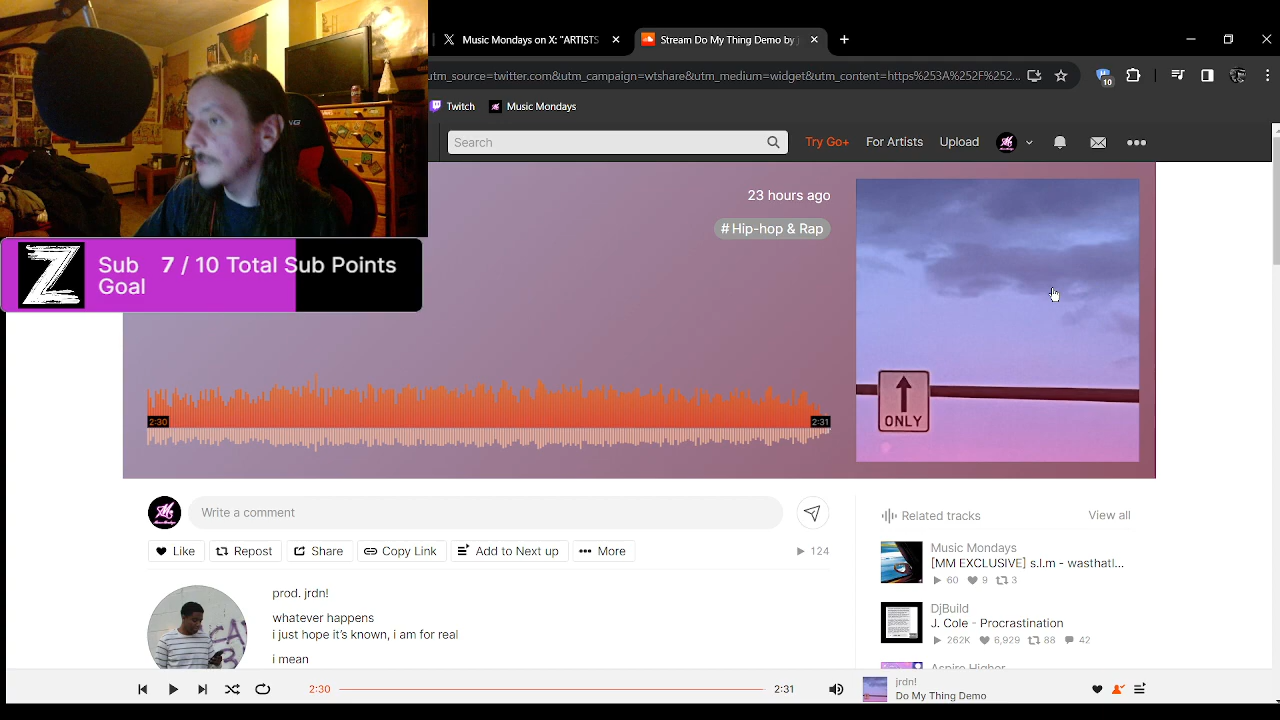 Music Mondays on X: "ARTISTS
Stream Do My Thing Demo by j
utm_source=twitter.com&utm_campaign=wtshare&utm_medium=widget&utm_content=https%253A%252F%252...
10
Twitch
Music Mondays
Search
Try Go+
For Artists
Upload
23 hours ago
# Hip-hop & Rap
ONLY
Z
Sub Goal
7 / 10 Total Sub Points
2:30
2:31
Write a comment
Like
Repost
Share
Copy Link
Add to Next up
More
124
prod. jrdn!
whatever happens
i just hope it's known, i am for real
i mean
Related tracks
View all
Music Mondays
[MM EXCLUSIVE] s.l.m - wasthat!...
60
9
3
DjBuild
J. Cole - Procrastination
262K
6,929
88
42
Aspire Higher
2:30
2:31
jrdn!
Do My Thing Demo